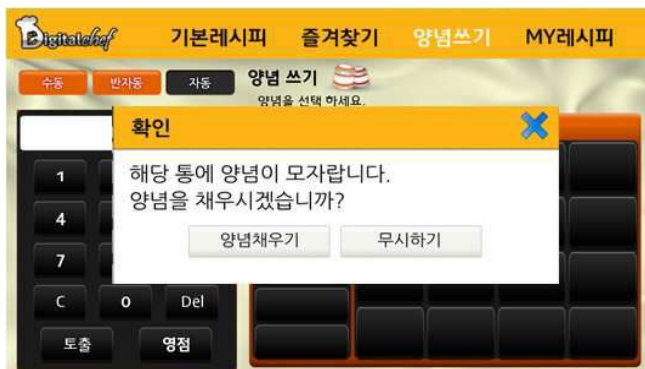 Digitalchef
기본레시피 즐겨찾기 양념쓰기 MY레시피
수동 반자동 자동 양념 쓰기
양념을 선택 하세요.
확인
해당 통에 양념이 모자랍니다.
양념을 채우시겠습니까?
양념채우기 무시하기
1
4
7
C 0 Del
토출 영점